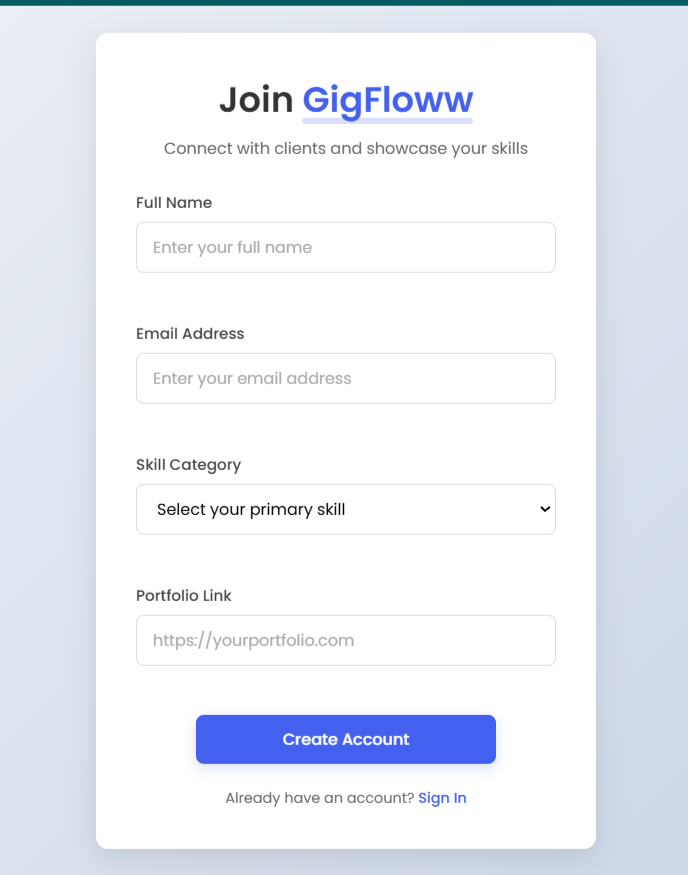 Join GigFloww
Connect with clients and showcase your skills
Full Name
Enter your full name
Email Address
Enter your email address
Skill Category
Select your primary skill
Portfolio Link
https://yourportfolio.com
Create Account
Already have an account? Sign In